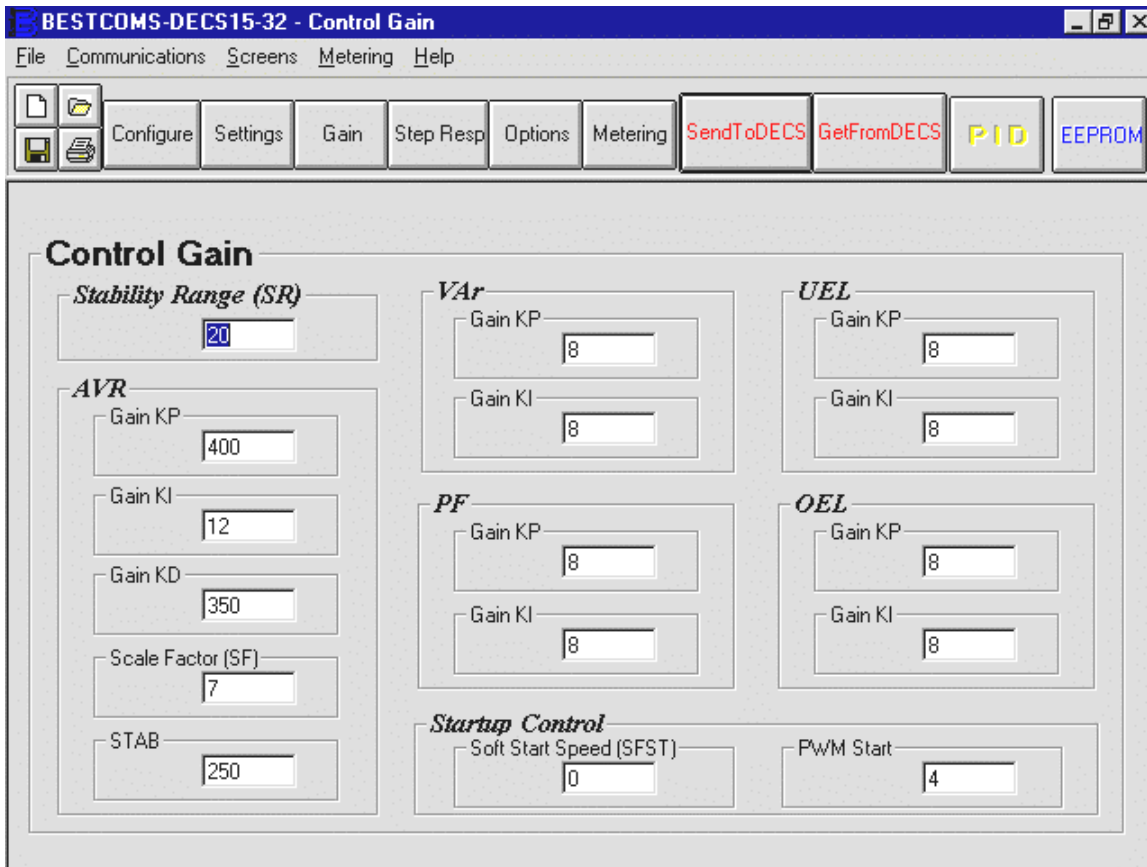 BESTCOMS-DECS15-32 - Control Gain
File Communications Screens Metering Help
Configure Settings Gain Step Resp Options Metering SendToDECS GetFromDECS PID EEPROM
Control Gain
Stability Range (SR)
20
AVR
Gain KP
400
Gain KI
12
Gain KD
350
Scale Factor (SF)
7
STAB
250
VAr
Gain KP
8
Gain KI
8
PF
Gain KP
8
Gain KI
8
UEL
Gain KP
8
Gain KI
8
OEL
Gain KP
8
Gain KI
8
Startup Control
Soft Start Speed (SFST)
0
PWM Start
4